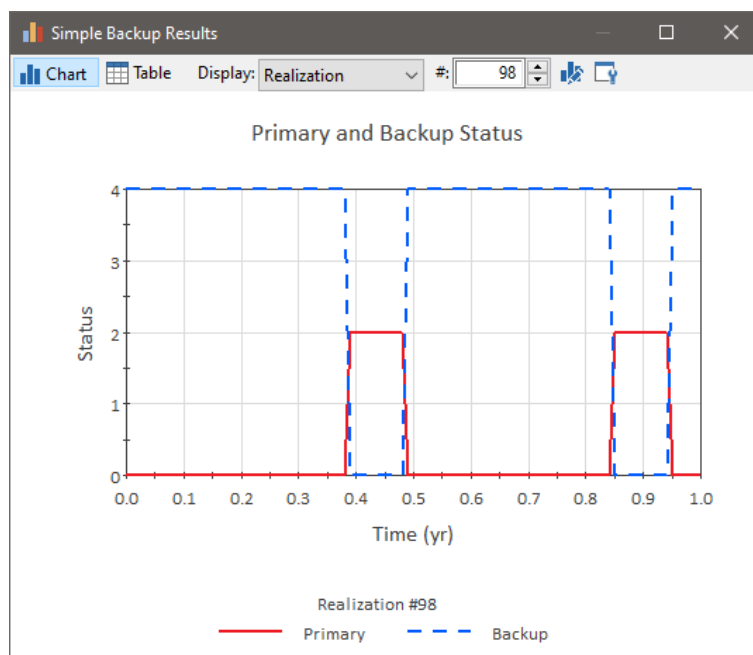 Simple Backup Results
Chart Table Display: Realization #: 98
Primary and Backup Status
4
3
2
1
0
Status
0.0 0.1 0.2 0.3 0.4 0.5 0.6 0.7 0.8 0.9 1.0
Time (yr)
Realization #98
Primary Backup